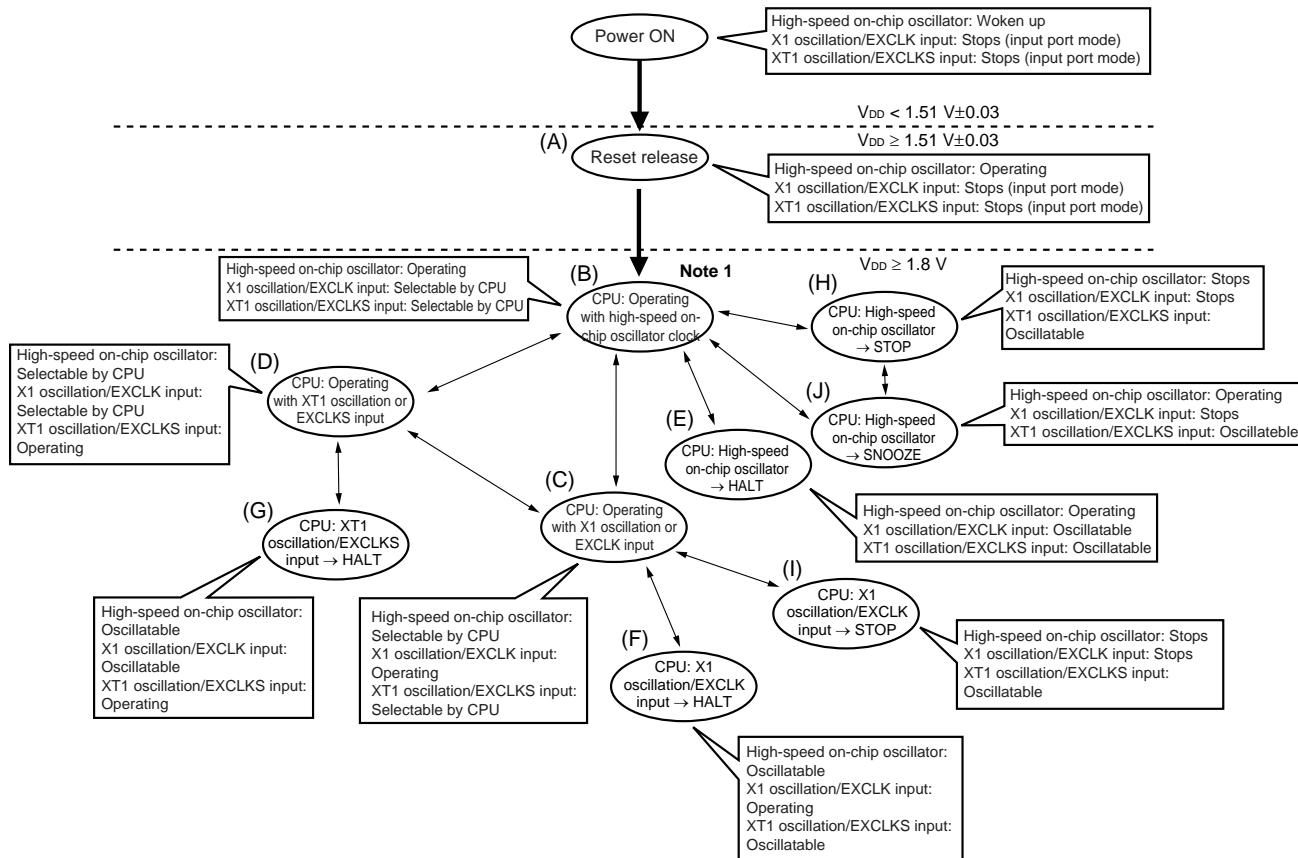 Power ON
High-speed on-chip oscillator: Woken up
X1 oscillation/EXCLK input: Stops (input port mode)
XT1 oscillation/EXCLKS input: Stops (input port mode)
VDD < 1.51 V±0.03
VDD ≥ 1.51 V±0.03
(A)
Reset release
High-speed on-chip oscillator: Operating
X1 oscillation/EXCLK input: Stops (input port mode)
XT1 oscillation/EXCLKS input: Stops (input port mode)
VDD ≥ 1.8 V
Note 1
High-speed on-chip oscillator: Operating
X1 oscillation/EXCLK input: Selectable by CPU
XT1 oscillation/EXCLKS input: Selectable by CPU
(B)
CPU: Operating
with high-speed on-
chip oscillator clock
(H)
CPU: High-speed
on-chip oscillator
→ STOP
High-speed on-chip oscillator: Stops
X1 oscillation/EXCLK input: Stops
XT1 oscillation/EXCLKS input:
Oscillatable
High-speed on-chip oscillator:
Selectable by CPU
X1 oscillation/EXCLK input:
Selectable by CPU
XT1 oscillation/EXCLKS input:
Operating
(D)
CPU: Operating
with XT1 oscillation or
EXCLKS input
(J)
CPU: High-speed
on-chip oscillator
→ SNOOZE
High-speed on-chip oscillator: Operating
X1 oscillation/EXCLK input: Stops
XT1 oscillation/EXCLKS input: Oscillateble
(E)
CPU: High-speed
on-chip oscillator
→ HALT
High-speed on-chip oscillator: Operating
X1 oscillation/EXCLK input: Oscillatable
XT1 oscillation/EXCLKS input: Oscillatable
(C)
CPU: Operating
with X1 oscillation or
EXCLK input
(G)
CPU: XT1
oscillation/EXCLKS
input → HALT
High-speed on-chip oscillator:
Oscillatable
X1 oscillation/EXCLK input:
Oscillatable
XT1 oscillation/EXCLKS input:
Operating
High-speed on-chip oscillator:
Selectable by CPU
X1 oscillation/EXCLK input:
Operating
XT1 oscillation/EXCLKS input:
Selectable by CPU
(I)
CPU: X1
oscillation/EXCLK
input → STOP
High-speed on-chip oscillator: Stops
X1 oscillation/EXCLK input: Stops
XT1 oscillation/EXCLKS input:
Oscillatable
(F)
CPU: X1
oscillation/EXCLK
input → HALT
High-speed on-chip oscillator:
Oscillatable
X1 oscillation/EXCLK input:
Operating
XT1 oscillation/EXCLKS input:
Oscillatable